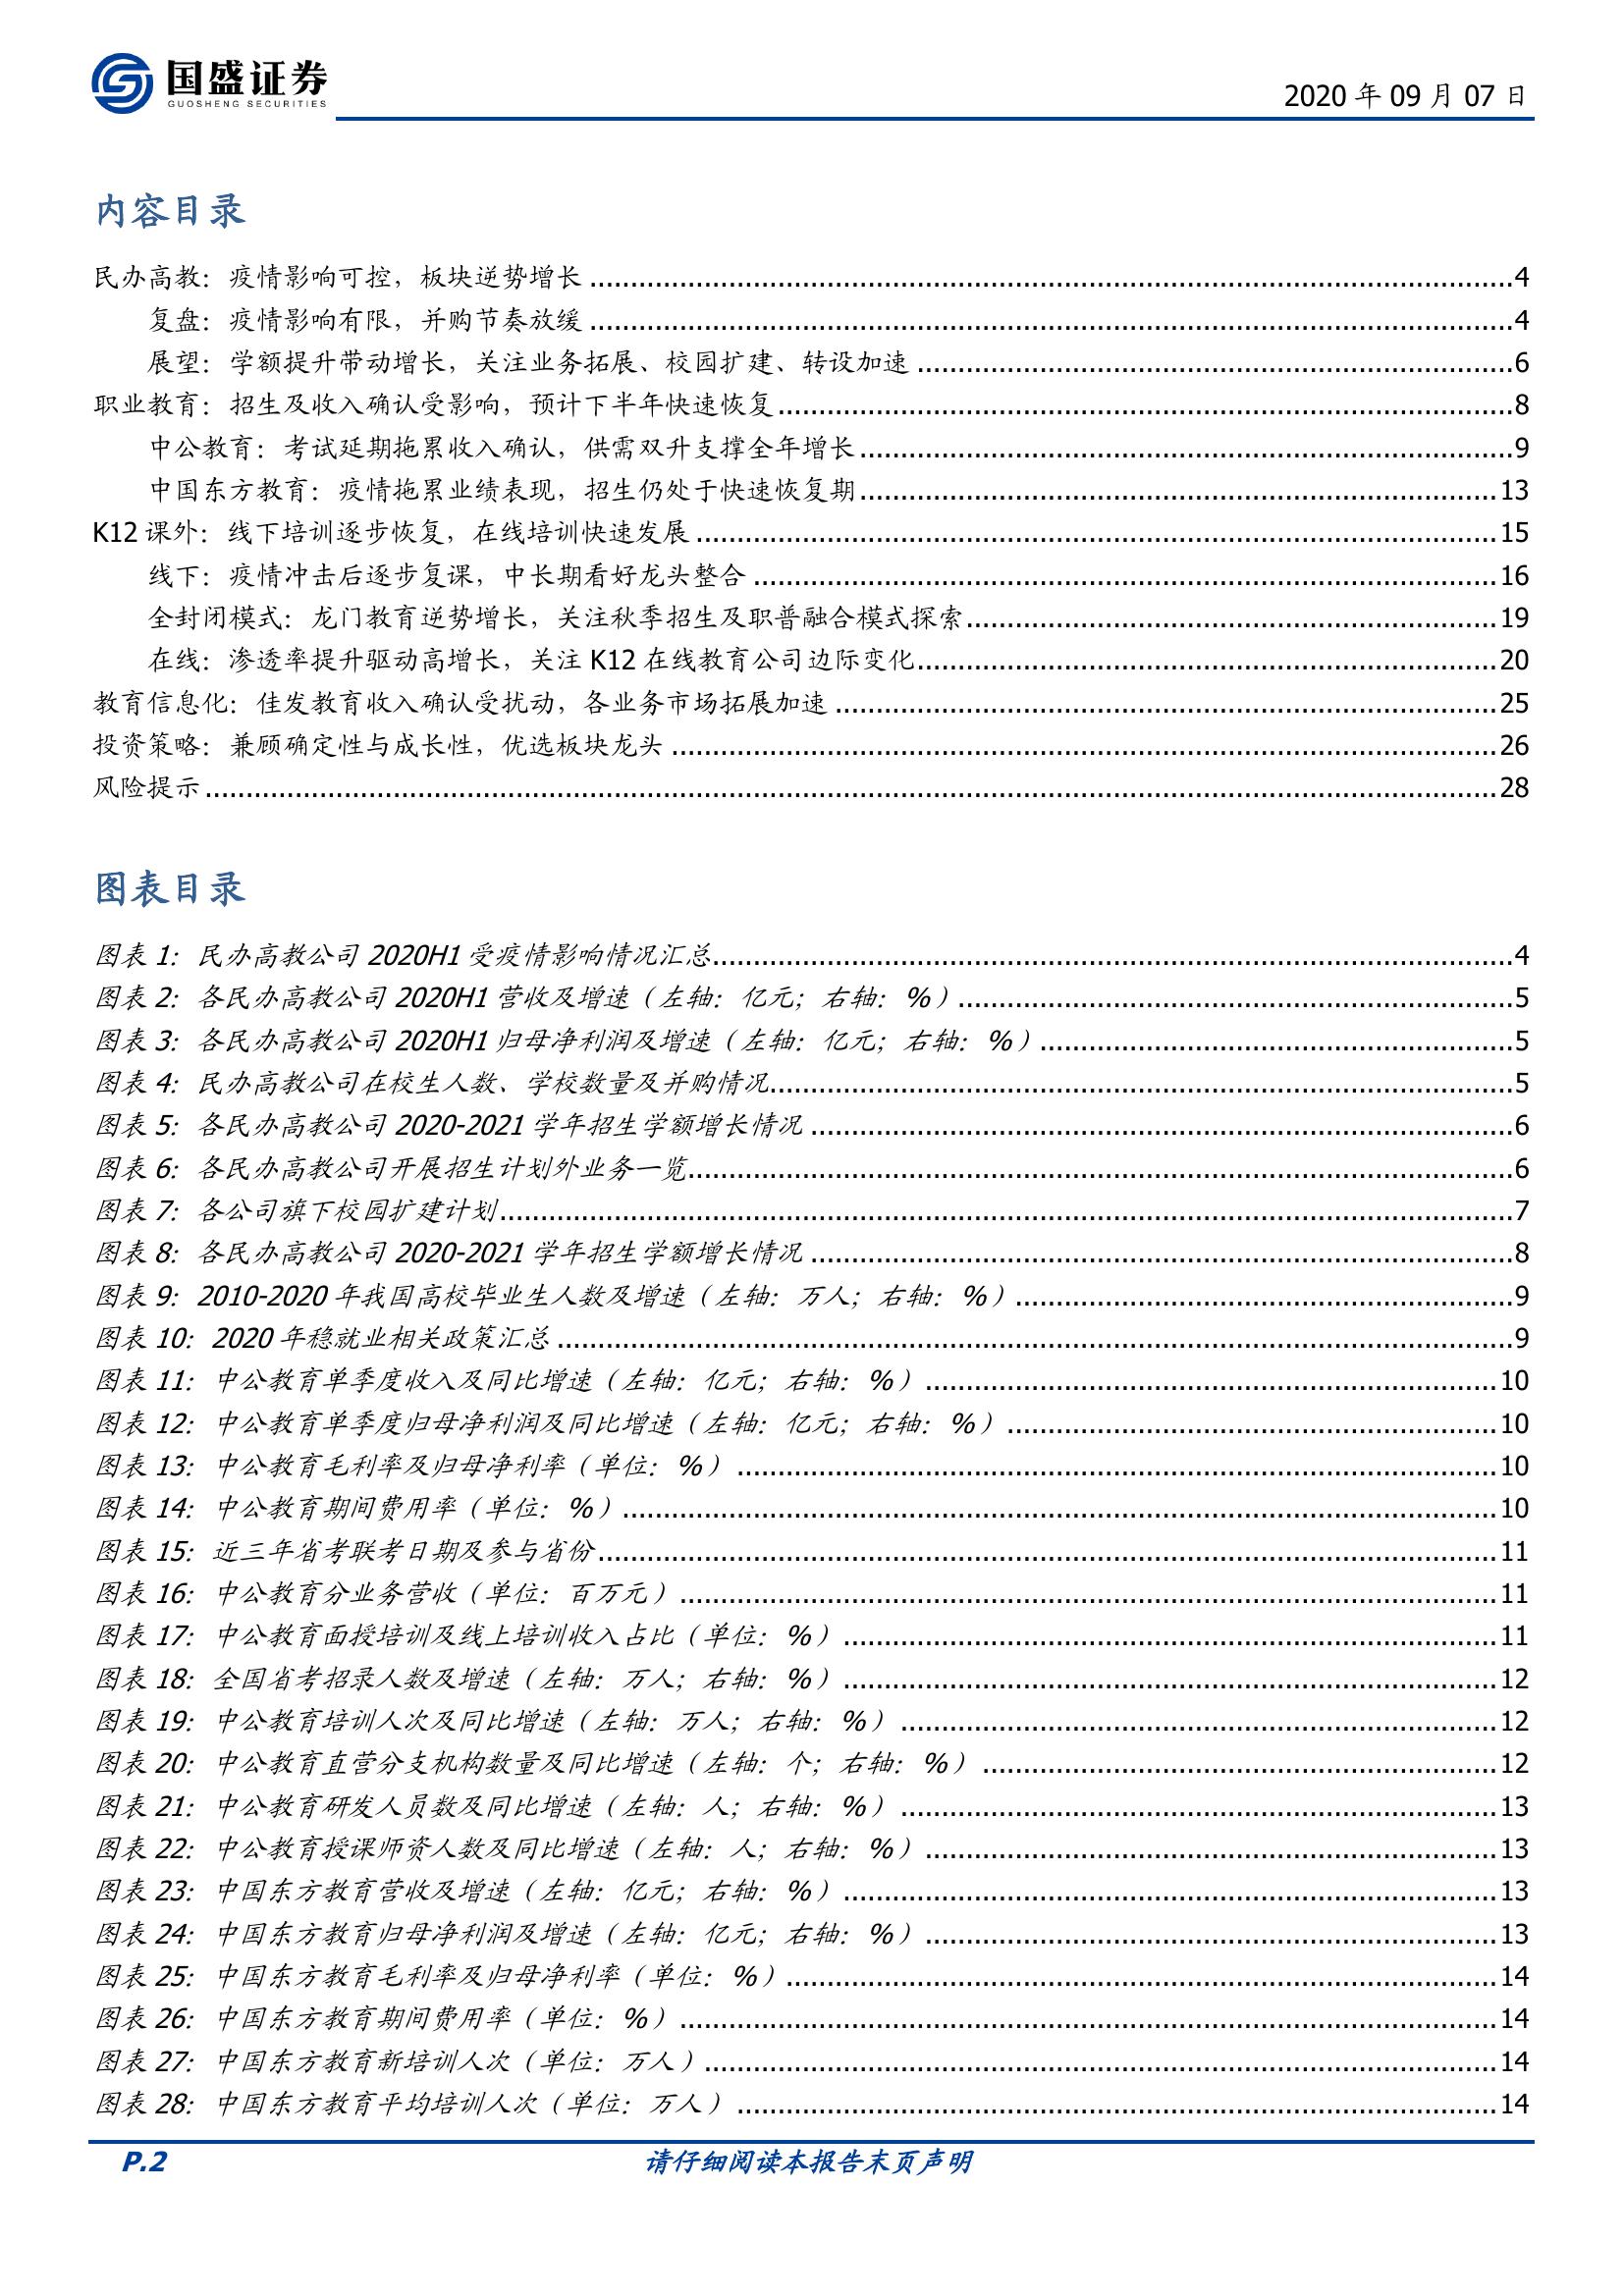 国盛证券
GUOSHENG SECURITIES
2020 年 09 月 07 日
内容目录
民办高教：疫情影响可控，板块逆势增长 4
复盘：疫情影响有限，并购节奏放缓 4
展望：学额提升带动增长，关注业务拓展、校园扩建、转设加速 6
职业教育：招生及收入确认受影响，预计下半年快速恢复 8
中公教育：考试延期拖累收入确认，供需双升支撑全年增长 9
中国东方教育：疫情拖累业绩表现，招生仍处于快速恢复期 13
K12 课外：线下培训逐步恢复，在线培训快速发展 15
线下：疫情冲击后逐步复课，中长期看好龙头整合 16
全封闭模式：龙门教育逆势增长，关注秋季招生及职普融合模式探索 19
在线：渗透率提升驱动高增长，关注 K12 在线教育公司边际变化 20
教育信息化：佳发教育收入确认受扰动，各业务市场拓展加速 25
投资策略：兼顾确定性与成长性，优选板块龙头 26
风险提示 28
图表目录
图表 1：民办高教公司 2020H1 受疫情影响情况汇总 4
图表 2：各民办高教公司 2020H1 营收及增速（左轴：亿元；右轴：%） 5
图表 3：各民办高教公司 2020H1 归母净利润及增速（左轴：亿元；右轴：%） 5
图表 4：民办高教公司在校生人数、学校数量及并购情况 5
图表 5：各民办高教公司 2020-2021 学年招生学额增长情况 6
图表 6：各民办高教公司开展招生计划外业务一览 6
图表 7：各公司旗下校园扩建计划 7
图表 8：各民办高教公司 2020-2021 学年招生学额增长情况 8
图表 9：2010-2020 年我国高校毕业生人数及增速（左轴：万人；右轴：%） 9
图表 10：2020 年稳就业相关政策汇总 9
图表 11：中公教育单季度收入及同比增速（左轴：亿元；右轴：%） 10
图表 12：中公教育单季度归母净利润及同比增速（左轴：亿元；右轴：%） 10
图表 13：中公教育毛利率及归母净利率（单位：%） 10
图表 14：中公教育期间费用率（单位：%） 10
图表 15：近三年省考联考日期及参与省份 11
图表 16：中公教育分业务营收（单位：百万元） 11
图表 17：中公教育面授培训及线上培训收入占比（单位：%） 11
图表 18：全国省考招录人数及增速（左轴：万人；右轴：%） 12
图表 19：中公教育培训人次及同比增速（左轴：万人；右轴：%） 12
图表 20：中公教育直营分支机构数量及同比增速（左轴：个；右轴：%） 12
图表 21：中公教育研发人员数及同比增速（左轴：人；右轴：%） 13
图表 22：中公教育授课师资人数及同比增速（左轴：人；右轴：%） 13
图表 23：中国东方教育营收及增速（左轴：亿元；右轴：%） 13
图表 24：中国东方教育归母净利润及增速（左轴：亿元；右轴：%） 13
图表 25：中国东方教育毛利率及归母净利率（单位：%） 14
图表 26：中国东方教育期间费用率（单位：%） 14
图表 27：中国东方教育新培训人次（单位：万人） 14
图表 28：中国东方教育平均培训人次（单位：万人） 14
P.2
请仔细阅读本报告末页声明